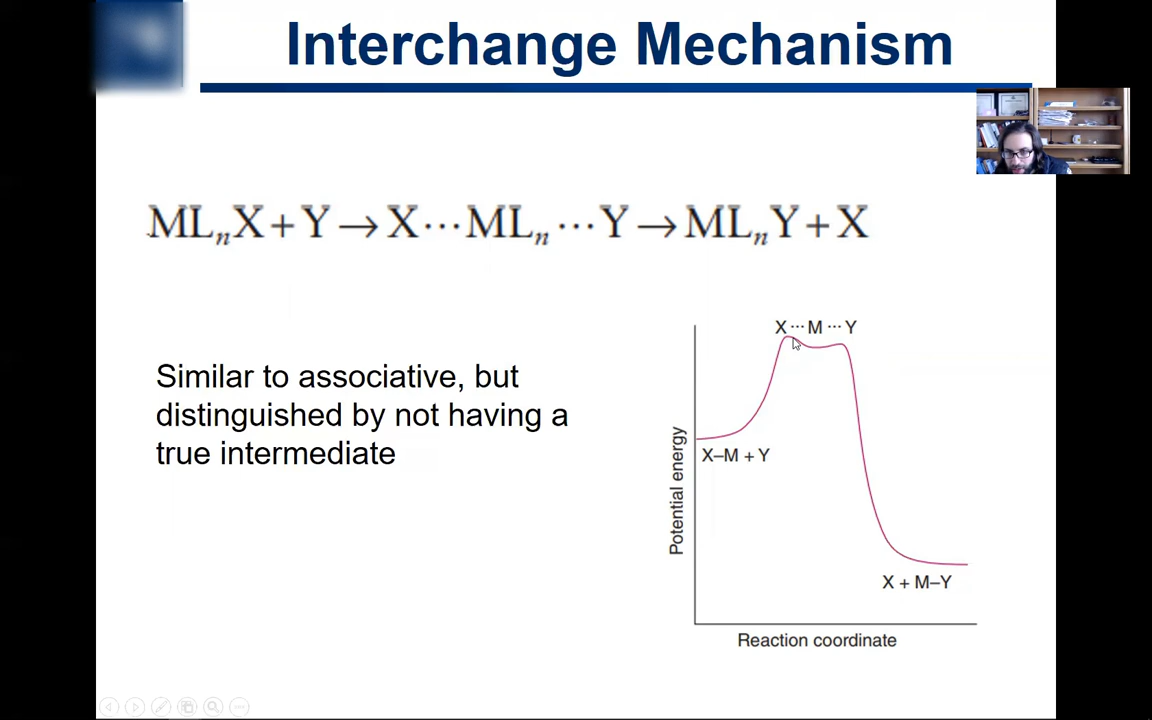 Interchange Mechanism
MLnX + Y → X···MLn···Y → MLnY + X
Similar to associative, but
distinguished by not having a
true intermediate
X ··· M ··· Y
X–M + Y
X + M–Y
Potential energy
Reaction coordinate